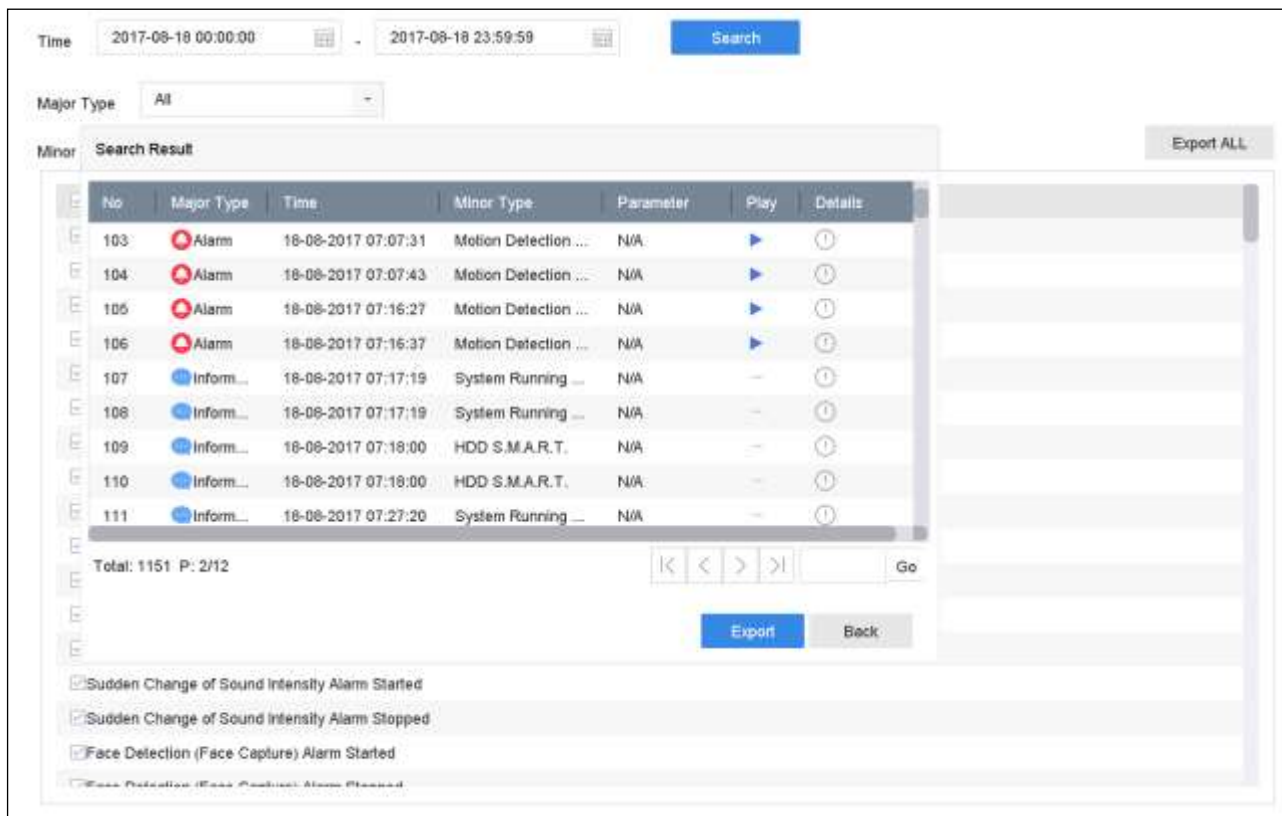 Time 2017-08-18 00:00:00 - 2017-08-18 23:59:59 Search
Major Type All
Minor Search Result Export ALL
No Major Type Time Minor Type Parameter Play Details
103 Alarm 18-08-2017 07:07:31 Motion Detection ... N/A
104 Alarm 18-08-2017 07:07:43 Motion Detection ... N/A
105 Alarm 18-08-2017 07:16:27 Motion Detection ... N/A
106 Alarm 18-08-2017 07:16:37 Motion Detection ... N/A
107 Inform... 18-08-2017 07:17:19 System Running ... N/A —
108 Inform... 18-08-2017 07:17:19 System Running ... N/A —
109 Inform... 18-08-2017 07:18:00 HDD S.M.A.R.T. N/A —
110 Inform... 18-08-2017 07:18:00 HDD S.M.A.R.T. N/A —
111 Inform... 18-08-2017 07:27:20 System Running ... N/A —
Total: 1151 P: 2/12 Go
Export Back
Sudden Change of Sound Intensity Alarm Started
Sudden Change of Sound Intensity Alarm Stopped
Face Detection (Face Capture) Alarm Started
Face Detection (Face Capture) Alarm Stopped